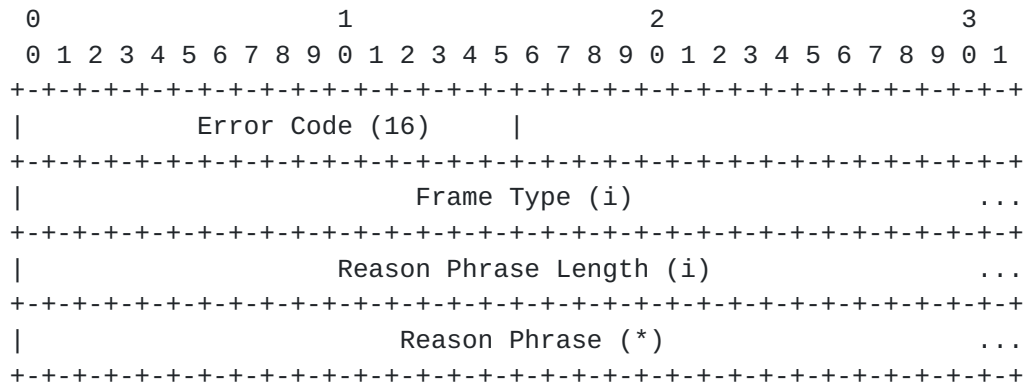 0                   1                   2                   3
 0 1 2 3 4 5 6 7 8 9 0 1 2 3 4 5 6 7 8 9 0 1 2 3 4 5 6 7 8 9 0 1
+-+-+-+-+-+-+-+-+-+-+-+-+-+-+-+-+-+-+-+-+-+-+-+-+-+-+-+-+-+-+-+-+
|           Error Code (16)     |
+-+-+-+-+-+-+-+-+-+-+-+-+-+-+-+-+-+-+-+-+-+-+-+-+-+-+-+-+-+-+-+-+
|                         Frame Type (i)                      ...
+-+-+-+-+-+-+-+-+-+-+-+-+-+-+-+-+-+-+-+-+-+-+-+-+-+-+-+-+-+-+-+-+
|                    Reason Phrase Length (i)                 ...
+-+-+-+-+-+-+-+-+-+-+-+-+-+-+-+-+-+-+-+-+-+-+-+-+-+-+-+-+-+-+-+-+
|                        Reason Phrase (*)                    ...
+-+-+-+-+-+-+-+-+-+-+-+-+-+-+-+-+-+-+-+-+-+-+-+-+-+-+-+-+-+-+-+-+